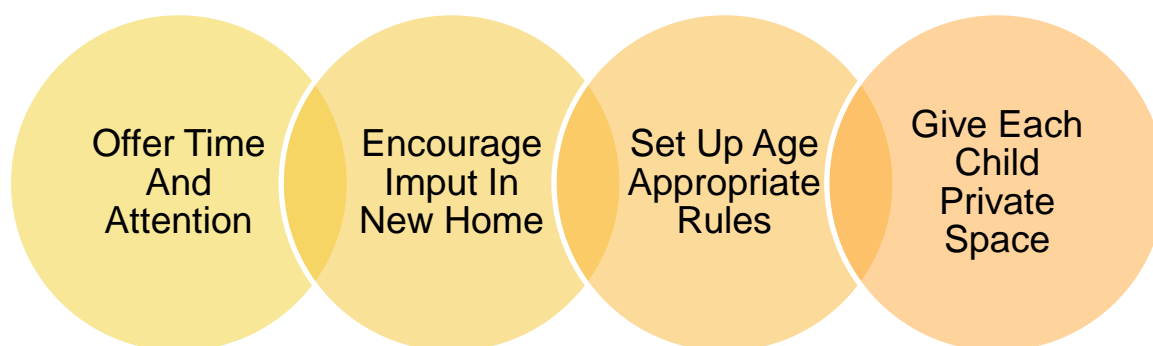 Offer Time
And
Attention
Encourage
Imput In
New Home
Set Up Age
Appropriate
Rules
Give Each
Child
Private
Space